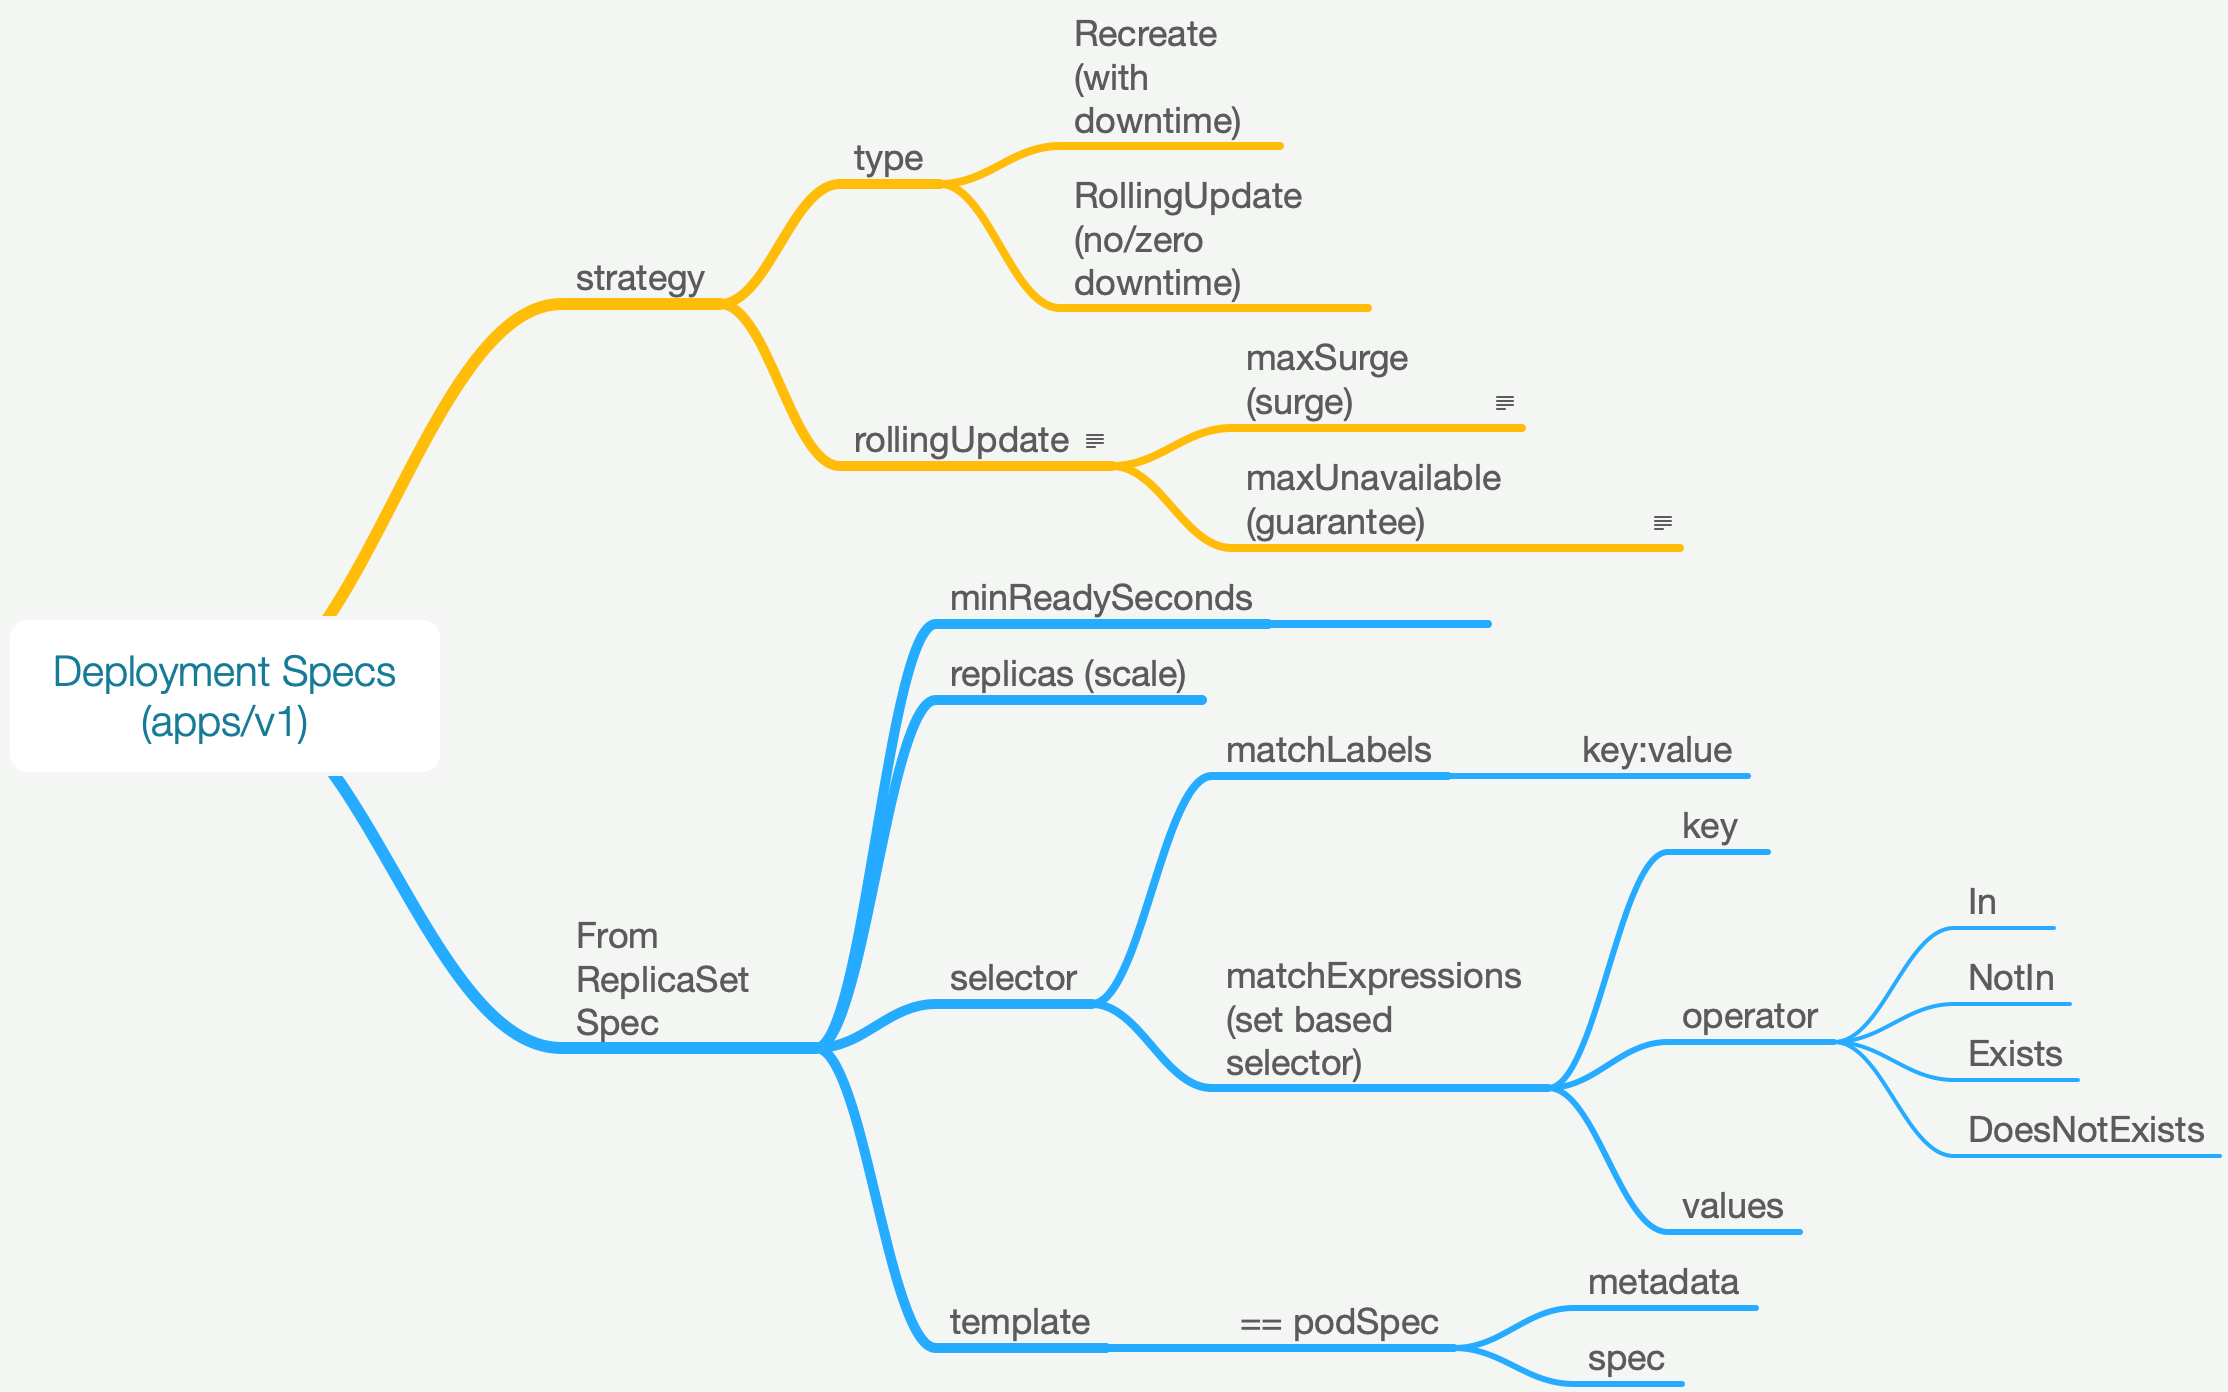 Recreate
(with
downtime)
type
RollingUpdate
(no/zero
downtime)
strategy
maxSurge
(surge)
rollingUpdate
maxUnavailable
(guarantee)
minReadySeconds
Deployment Specs
(apps/v1)
replicas (scale)
matchLabels
key:value
key
In
From
ReplicaSet
Spec
selector
matchExpressions
(set based
selector)
operator
NotIn
Exists
DoesNotExists
values
metadata
template
== podSpec
spec